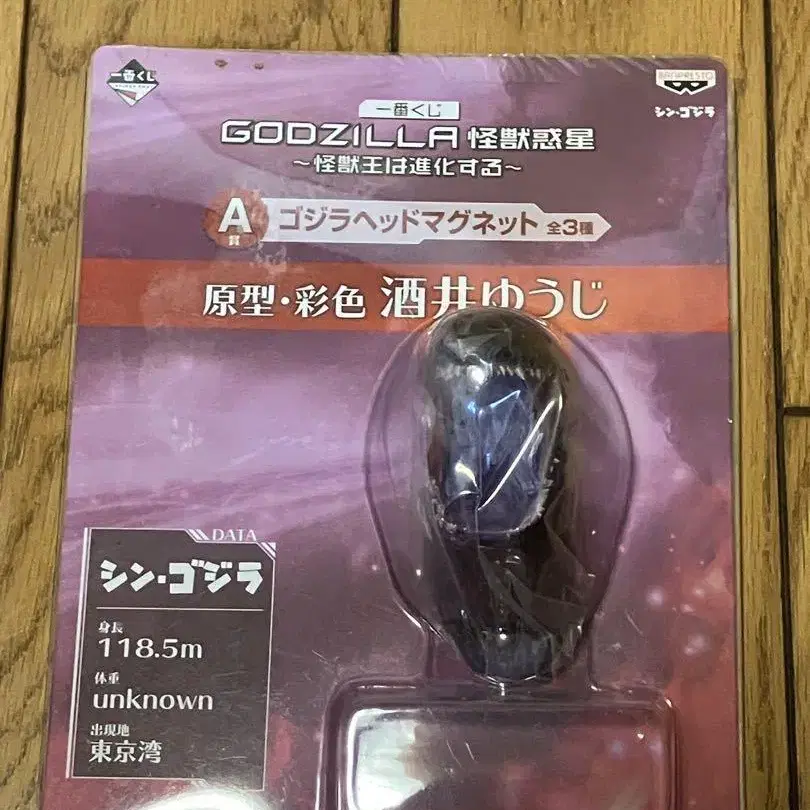 一番くじ
BANPRESTO
シン・ゴジラ
一番くじ
GODZILLA 怪獣惑星
～怪獣王は進化する～
A賞 ゴジラヘッドマグネット 全3種
原型・彩色 酒井ゆうじ
DATA
シン・ゴジラ
身長
118.5m
体重
unknown
出現地
東京湾